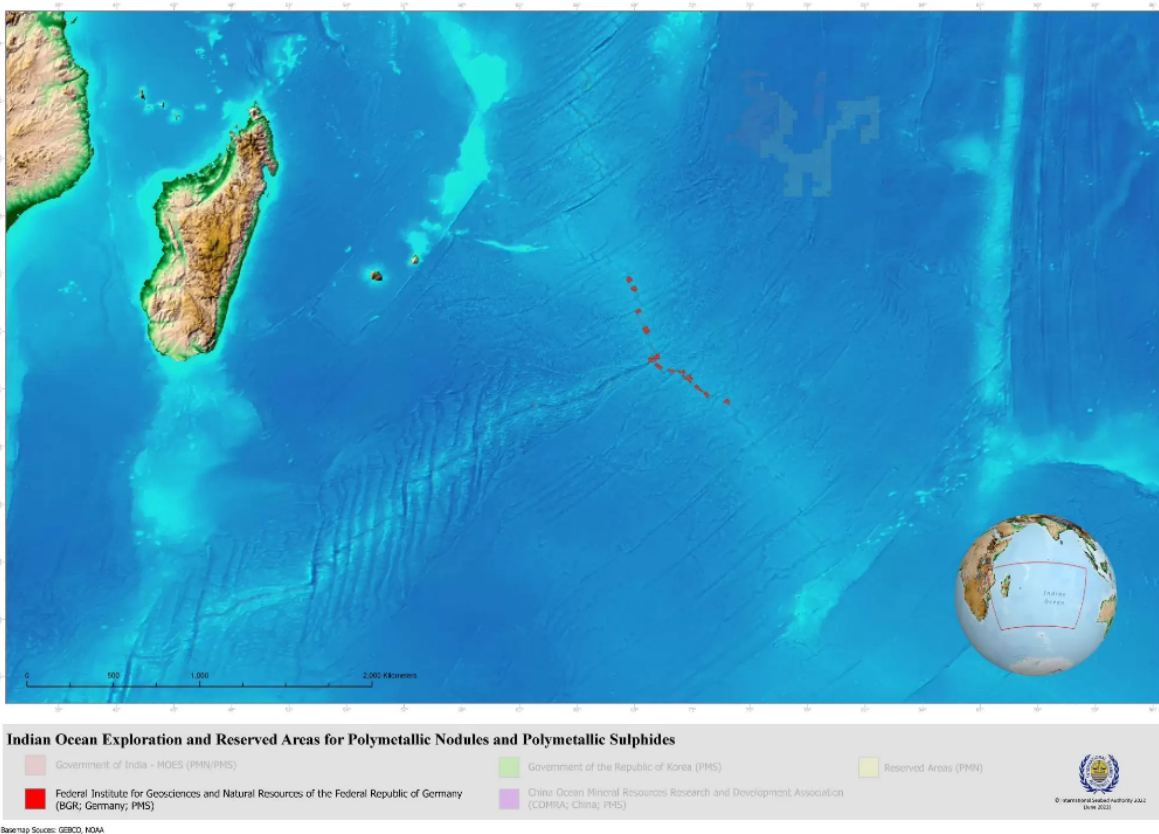 Indian
Ocean
0 500 1,000 2,000 Kilometers
Indian Ocean Exploration and Reserved Areas for Polymetallic Nodules and Polymetallic Sulphides
Government of India - MOES (PMN/PMS)
Government of the Republic of Korea (PMS)
Reserved Areas (PMN)
Federal Institute for Geosciences and Natural Resources of the Federal Republic of Germany
(BGR; Germany; PMS)
China Ocean Mineral Resources Research and Development Association
(COMRA; China; PMS)
© International Seabed Authority 2022
(June 2022)
Basemap Souces: GEBCO, NOAA